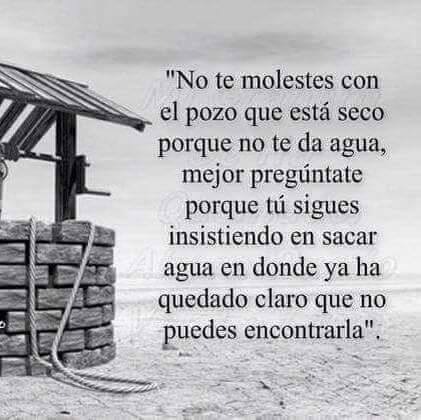 "No te molestes con
el pozo que está seco
porque no te da agua,
mejor pregúntate
porque tú sigues
insistiendo en sacar
agua en donde ya ha
quedado claro que no
puedes encontrarla".